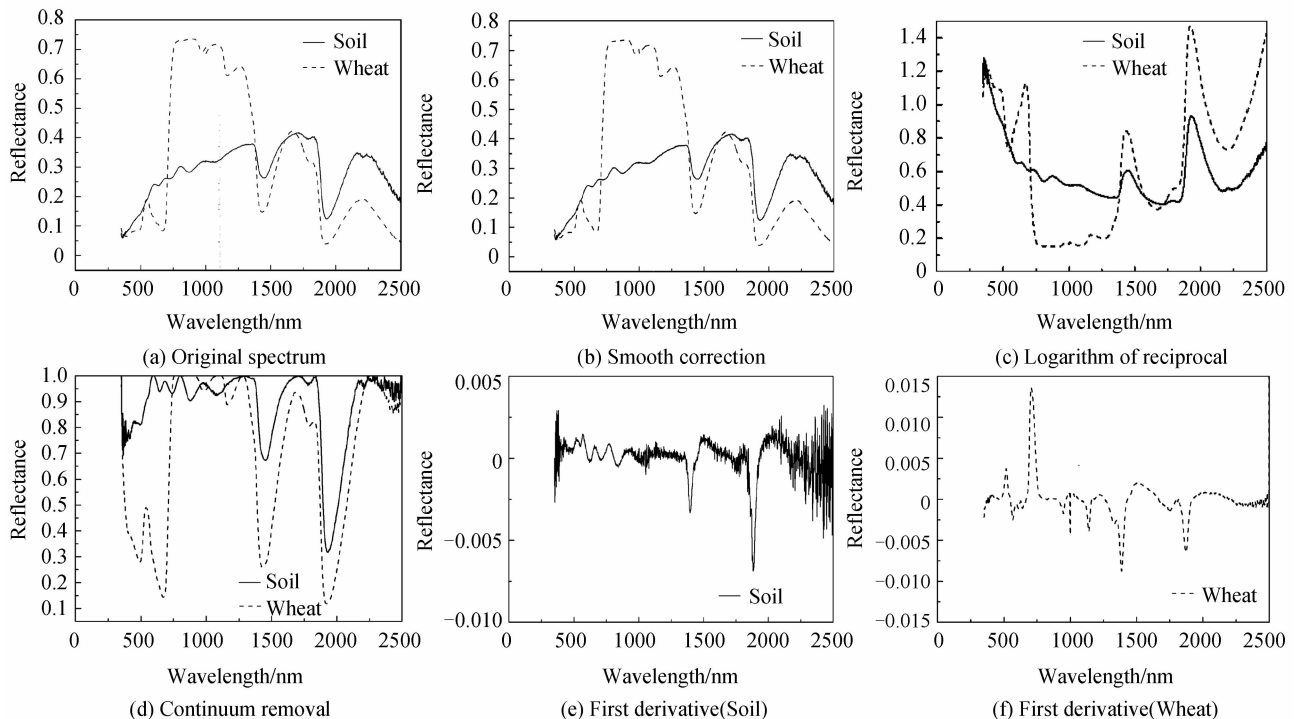 0.8
0.7
0.6
0.5
0.4
0.3
0.2
0.1
0
Reflectance
Soil
Wheat
0 500 1000 1500 2000 2500
Wavelength/nm
(a) Original spectrum
0.8
0.7
0.6
0.5
0.4
0.3
0.2
0.1
0
Reflectance
Soil
Wheat
0 500 1000 1500 2000 2500
Wavelength/nm
(b) Smooth correction
1.4
1.2
1.0
0.8
0.6
0.4
0.2
0
Reflectance
Soil
Wheat
0 500 1000 1500 2000 2500
Wavelength/nm
(c) Logarithm of reciprocal
1.0
0.9
0.8
0.7
0.6
0.5
0.4
0.3
0.2
0.1
Reflectance
Soil
Wheat
0 500 1000 1500 2000 2500
Wavelength/nm
(d) Continuum removal
0.005
0
−0.005
−0.010
Reflectance
Soil
0 500 1000 1500 2000 2500
Wavelength/nm
(e) First derivative(Soil)
0.015
0.010
0.005
0
−0.005
−0.010
−0.015
Reflectance
Wheat
0 500 1000 1500 2000 2500
Wavelength/nm
(f) First derivative(Wheat)